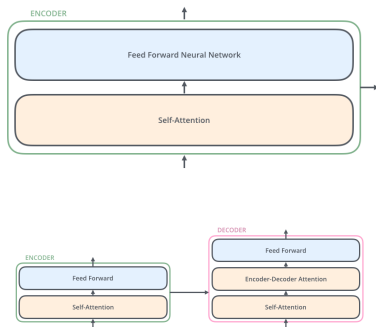 ENCODER
Feed Forward Neural Network
Self-Attention
DECODER
ENCODER
Feed Forward
Feed Forward
Encoder-Decoder Attention
Self-Attention
Self-Attention